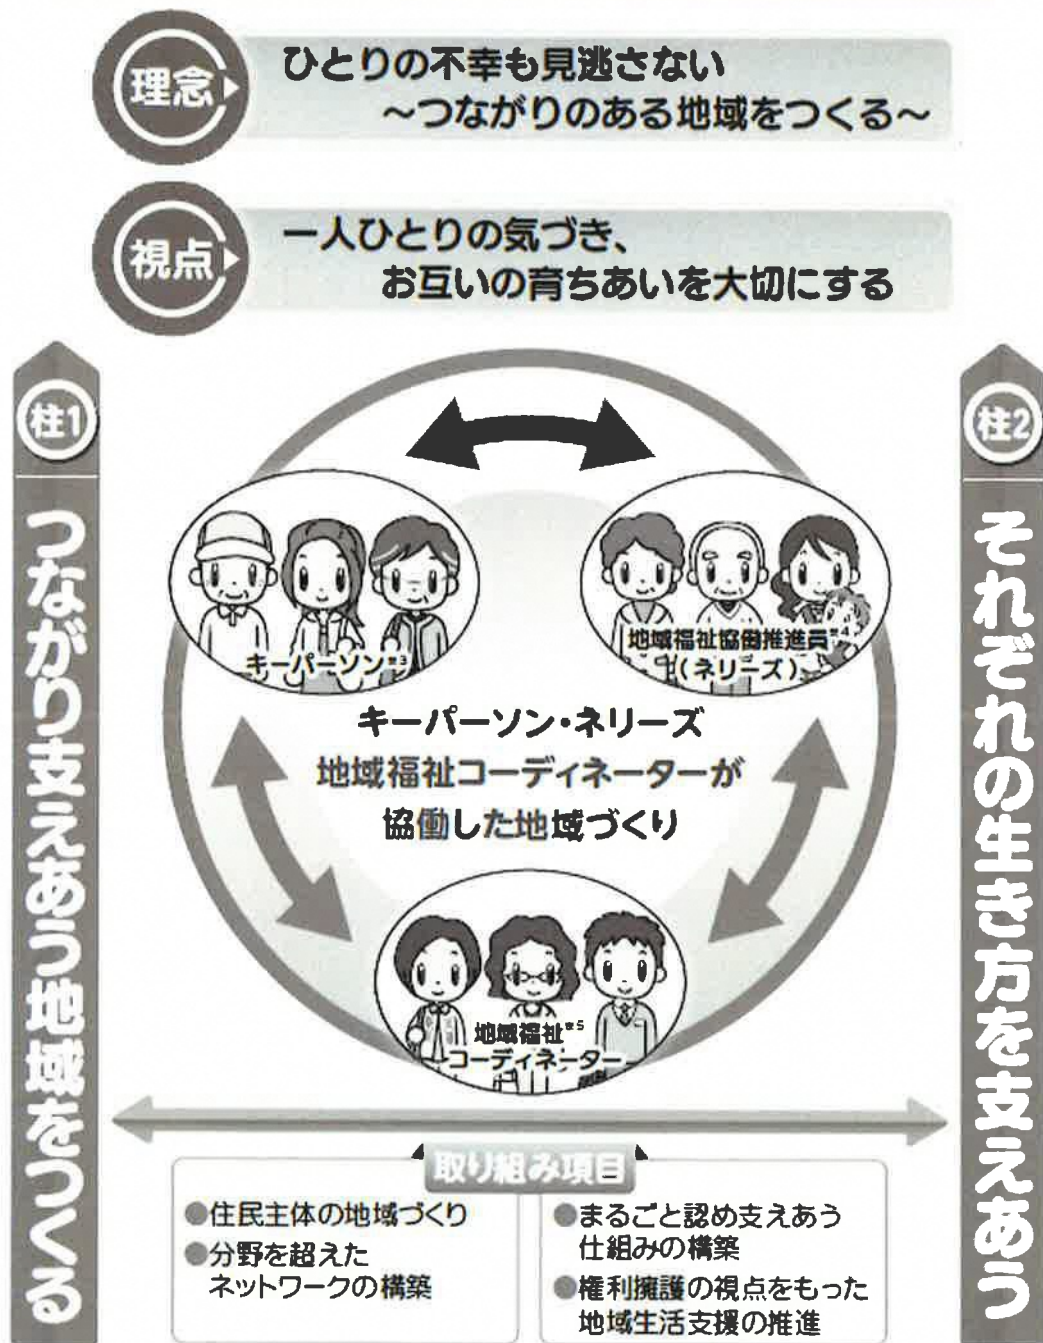 理念
ひとりの不幸も見逃さない
～つながりのある地域をつくる～
視点
一人ひとりの気づき、
お互いの育ちあいを大切にする
柱1
つながり支えあう地域をつくる
柱2
それぞれの生き方を支えあう
キーパーソン※3
地域福祉協働推進員※4
(ネリーズ)
キーパーソン・ネリーズ
地域福祉コーディネーターが
協働した地域づくり
地域福祉※5
コーディネーター
取り組み項目
●住民主体の地域づくり
●分野を超えた
ネットワークの構築
●まるごと認め支えあう
仕組みの構築
●権利擁護の視点をもった
地域生活支援の推進